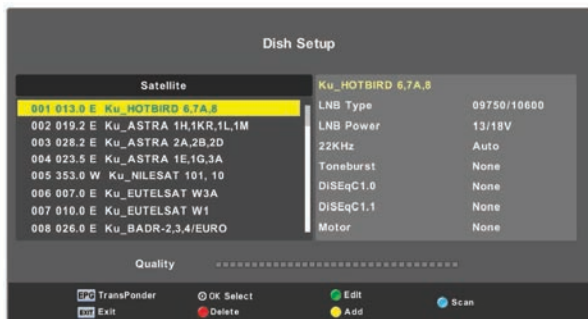 Dish Setup
Satellite
001 013.0 E Ku_HOTBIRD 6,7A,8
002 019.2 E Ku_ASTRA 1H,1KR,1L,1M
003 028.2 E Ku_ASTRA 2A,2B,2D
004 023.5 E Ku_ASTRA 1E,1G,3A
005 353.0 W Ku_NILESAT 101, 10
006 007.0 E Ku_EUTELSAT W3A
007 010.0 E Ku_EUTELSAT W1
008 026.0 E Ku_BADR-2,3,4/EURO
Ku_HOTBIRD 6,7A,8
LNB Type 09750/10600
LNB Power 13/18V
22KHz Auto
Toneburst None
DiSEqC1.0 None
DiSEqC1.1 None
Motor None
Quality
EPG TransPonder OK Select Edit Scan
EXIT Exit Delete Add